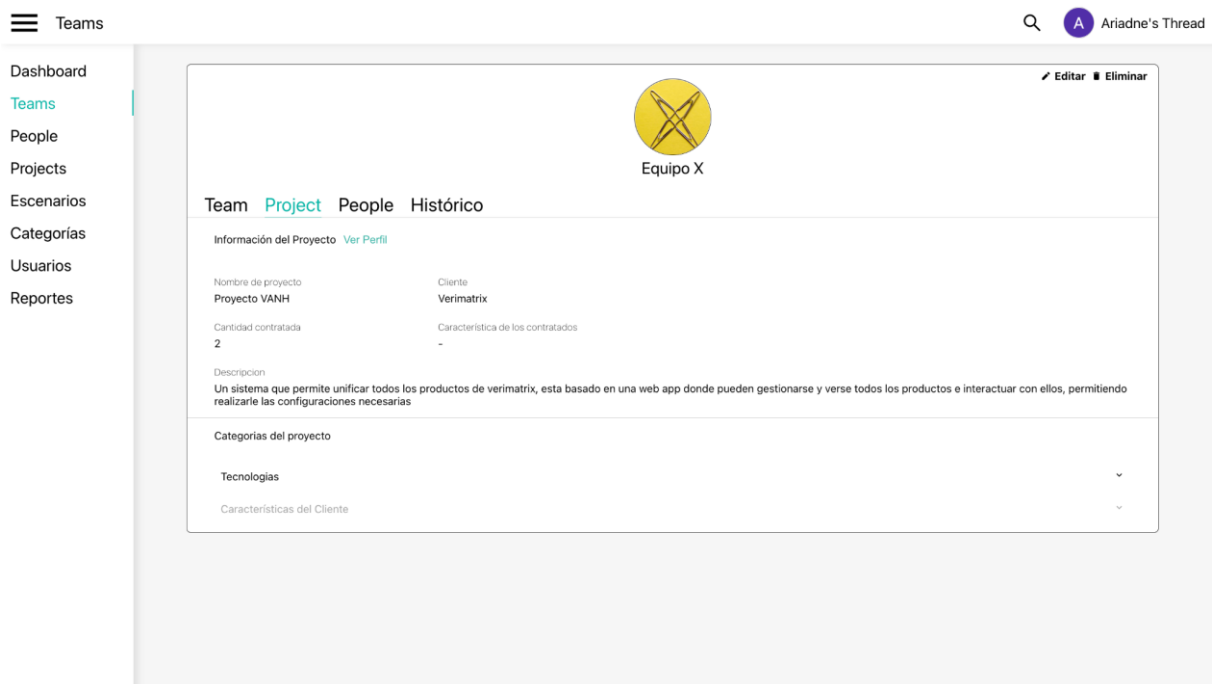 Teams
A Ariadne's Thread
Dashboard
Teams
People
Projects
Escenarios
Categorías
Usuarios
Reportes
Editar Eliminar
Equipo X
Team Project People Histórico
Información del Proyecto Ver Perfil
Nombre de proyecto Cliente
Proyecto VANH Verimatrix
Cantidad contratada Característica de los contratados
2 -
Descripcion
Un sistema que permite unificar todos los productos de verimatrix, esta basado en una web app donde pueden gestionarse y verse todos los productos e interactuar con ellos, permitiendo
realizarle las configuraciones necesarias
Categorias del proyecto
Tecnologias
Características del Cliente